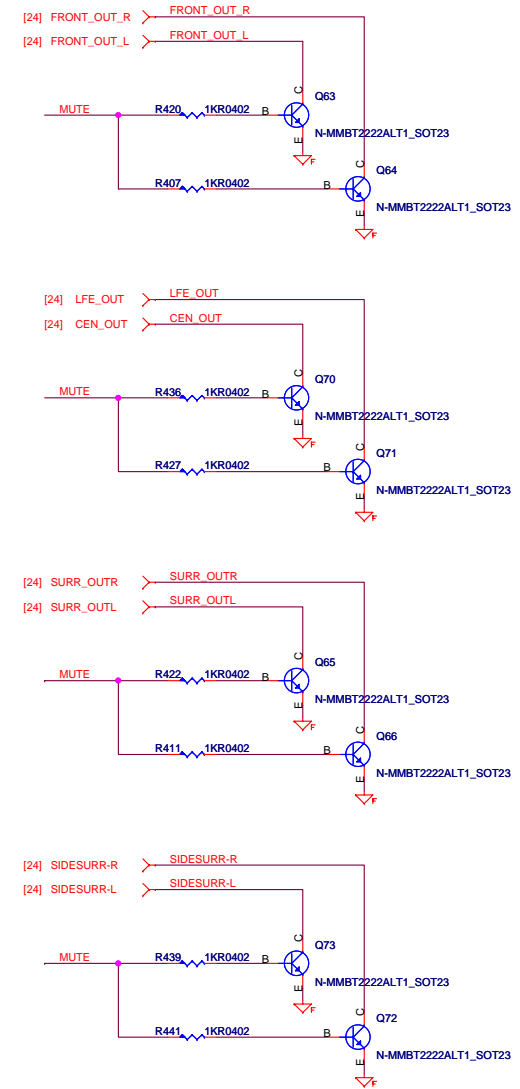 [24] FRONT_OUT_R FRONT_OUT_R
[24] FRONT_OUT_L FRONT_OUT_L
C Q63
MUTE R420 1KR0402 B
N-MMBT2222ALT1_SOT23
E
F
C Q64
R407 1KR0402 B
N-MMBT2222ALT1_SOT23
E
F
[24] LFE_OUT LFE_OUT
[24] CEN_OUT CEN_OUT
C Q70
MUTE R436 1KR0402 B
N-MMBT2222ALT1_SOT23
E
F
C Q71
R427 1KR0402 B
N-MMBT2222ALT1_SOT23
E
F
[24] SURR_OUTR SURR_OUTR
[24] SURR_OUTL SURR_OUTL
C Q65
MUTE R422 1KR0402 B
N-MMBT2222ALT1_SOT23
E
F
C Q66
R411 1KR0402 B
N-MMBT2222ALT1_SOT23
E
F
[24] SIDESURR-R SIDESURR-R
[24] SIDESURR-L SIDESURR-L
C Q73
MUTE R439 1KR0402 B
N-MMBT2222ALT1_SOT23
E
F
C Q72
R441 1KR0402 B
N-MMBT2222ALT1_SOT23
E
F